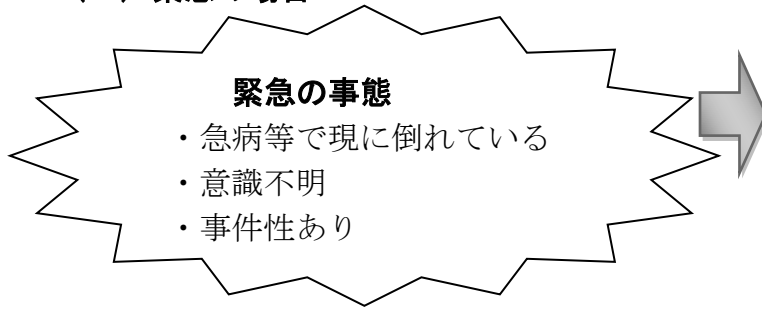 緊急の事態
・急病等で現に倒れている
・意識不明
・事件性あり